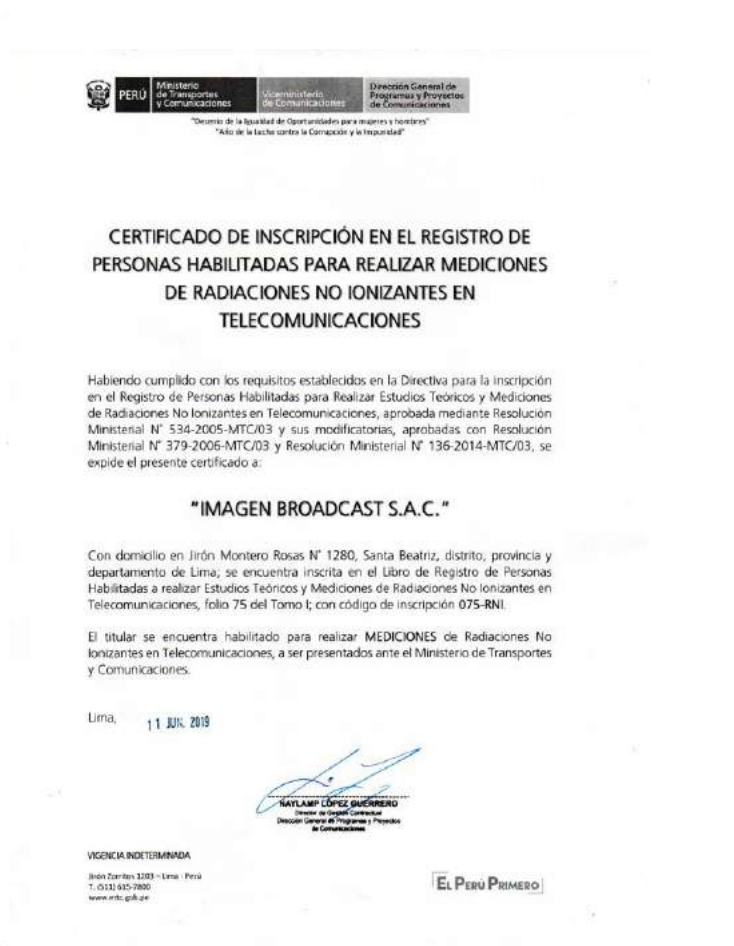 PERÚ
Ministerio
de Transportes
y Comunicaciones
Viceministerio
de Comunicaciones
Dirección General de
Programas y Proyectos
de Comunicaciones
"Decenio de la Igualdad de Oportunidades para mujeres y hombres"
"Año de la Lucha contra la Corrupción y la Impunidad"
CERTIFICADO DE INSCRIPCIÓN EN EL REGISTRO DE
PERSONAS HABILITADAS PARA REALIZAR MEDICIONES
DE RADIACIONES NO IONIZANTES EN
TELECOMUNICACIONES
Habiendo cumplido con los requisitos establecidos en la Directiva para la inscripción
en el Registro de Personas Habilitadas para Realizar Estudios Teóricos y Mediciones
de Radiaciones No Ionizantes en Telecomunicaciones, aprobada mediante Resolución
Ministerial N° 534-2005-MTC/03 y sus modificatorias, aprobadas con Resolución
Ministerial N° 379-2006-MTC/03 y Resolución Ministerial N° 136-2014-MTC/03, se
expide el presente certificado a:
"IMAGEN BROADCAST S.A.C."
Con domicilio en Jirón Montero Rosas N° 1280, Santa Beatriz, distrito, provincia y
departamento de Lima; se encuentra inscrita en el Libro de Registro de Personas
Habilitadas a realizar Estudios Teóricos y Mediciones de Radiaciones No Ionizantes en
Telecomunicaciones, folio 75 del Tomo I; con código de inscripción 075-RNI.
El titular se encuentra habilitado para realizar MEDICIONES de Radiaciones No
Ionizantes en Telecomunicaciones, a ser presentados ante el Ministerio de Transportes
y Comunicaciones.
Lima, 11 JUN. 2019
NAYLAMP LÓPEZ GUERRERO
Director de Gestión Contractual
Dirección General de Programas y Proyectos
de Comunicaciones
VIGENCIA INDETERMINADA
Jirón Zorritos 1203 – Lima - Perú
T. (511) 615-7800
www.mtc.gob.pe
EL PERÚ PRIMERO